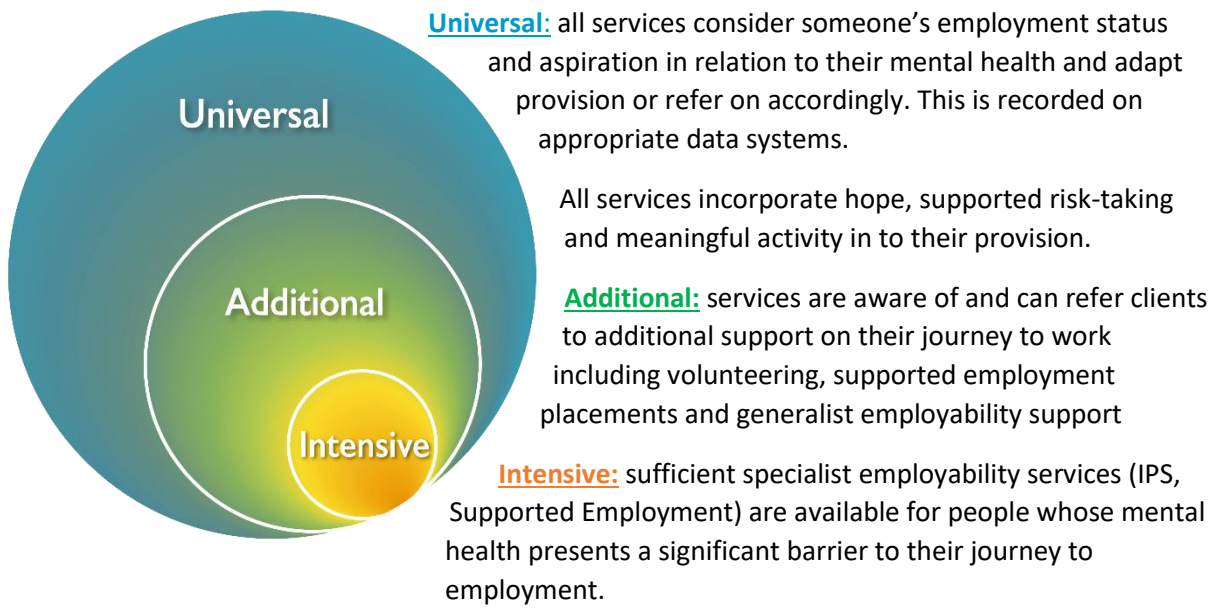 Universal: all services consider someone's employment status
and aspiration in relation to their mental health and adapt
provision or refer on accordingly. This is recorded on
appropriate data systems.
Universal
All services incorporate hope, supported risk-taking
and meaningful activity in to their provision.
Additional
Additional: services are aware of and can refer clients
to additional support on their journey to work
including volunteering, supported employment
placements and generalist employability support
Intensive
Intensive: sufficient specialist employability services (IPS,
Supported Employment) are available for people whose mental
health presents a significant barrier to their journey to
employment.